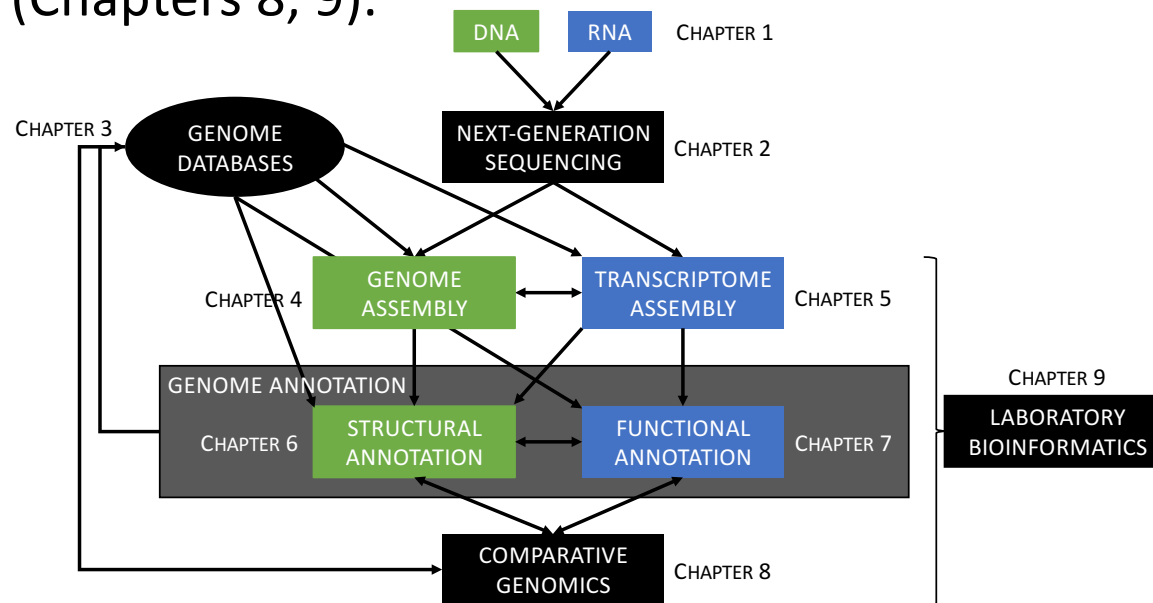 (Chapters 8, 9).
DNA
RNA
CHAPTER 1
CHAPTER 3
GENOME
DATABASES
NEXT-GENERATION
SEQUENCING
CHAPTER 2
CHAPTER 4
GENOME
ASSEMBLY
TRANSCRIPTOME
ASSEMBLY
CHAPTER 5
GENOME ANNOTATION
CHAPTER 6
STRUCTURAL
ANNOTATION
FUNCTIONAL
ANNOTATION
CHAPTER 7
CHAPTER 9
LABORATORY
BIOINFORMATICS
COMPARATIVE
GENOMICS
CHAPTER 8